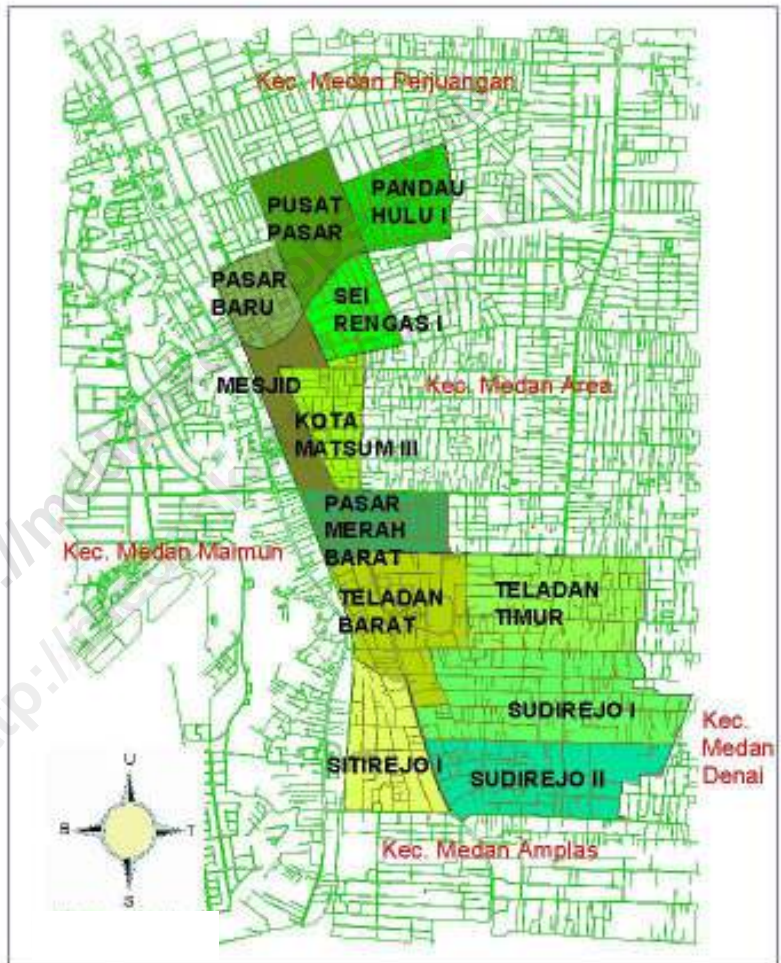 Kec. Medan Perjuangan
PUSAT
PASAR
PANDAU
HULU I
PASAR
BARU
SEI
RENGAS I
MESJID
Kec. Medan Area
KOTA
MATSUM III
PASAR
MERAH
BARAT
Kec. Medan Maimun
TELADAN
BARAT
TELADAN
TIMUR
SUDIREJO I
Kec.
Medan
Denai
SITIREJO I
SUDIREJO II
Kec. Medan Amplas
U
B
T
S